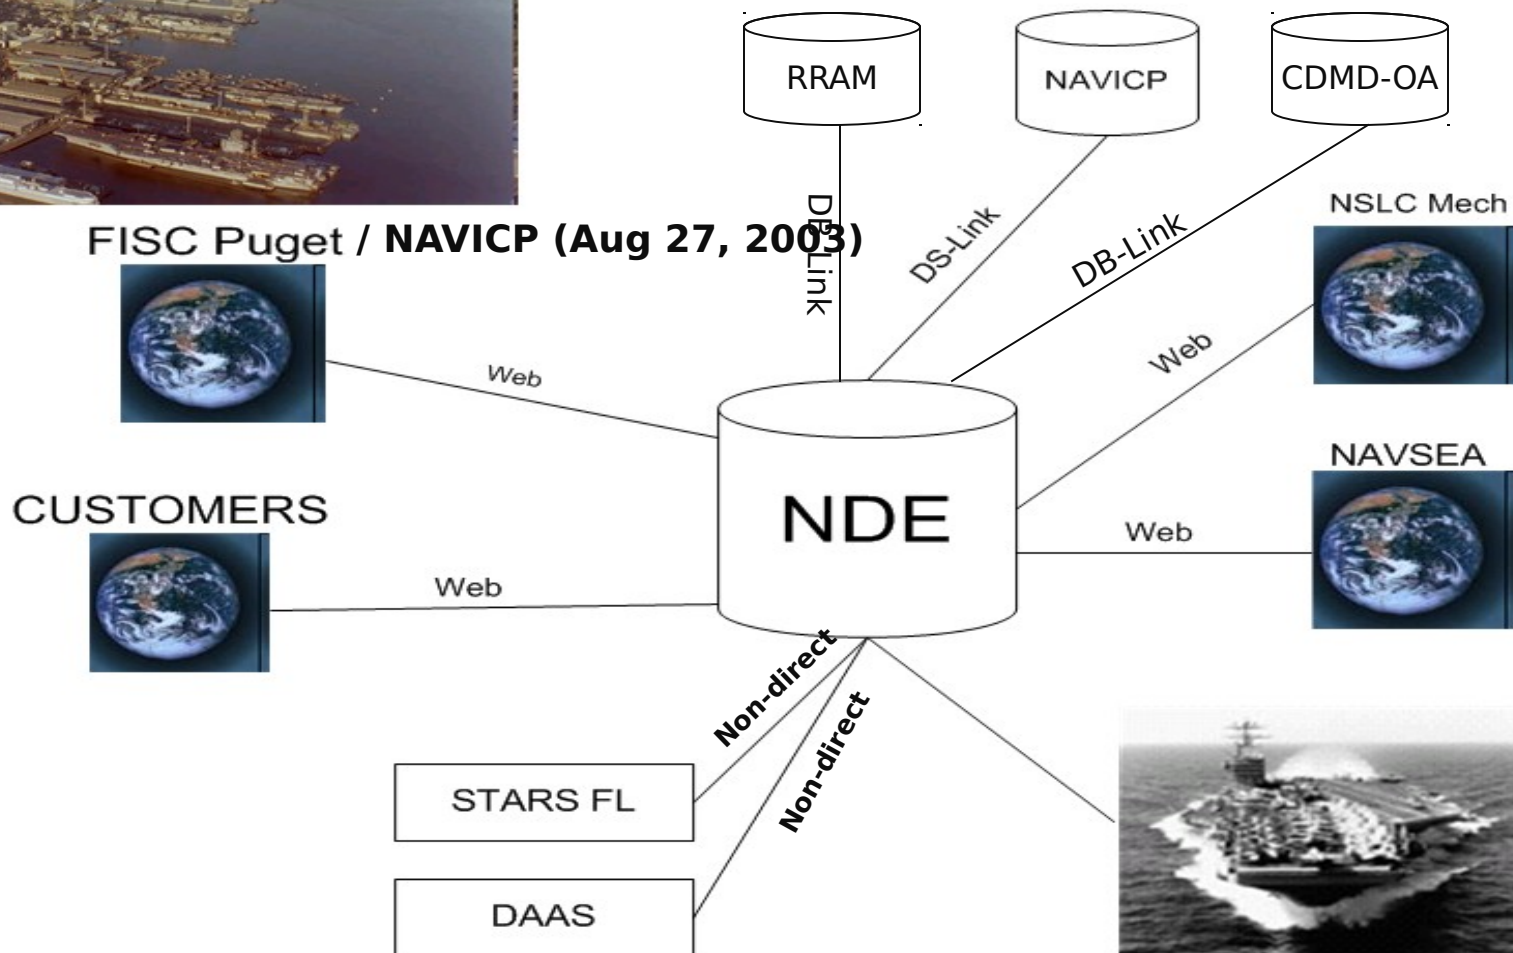 RRAM
NAVICP
CDMD-OA
NSLC Mech
FISC Puget / NAVICP (Aug 27, 2003)
DB-Link
DS-Link
DB-Link
Web
Web
NAVSEA
CUSTOMERS
NDE
Web
Web
Non-direct
Non-direct
STARS FL
DAAS